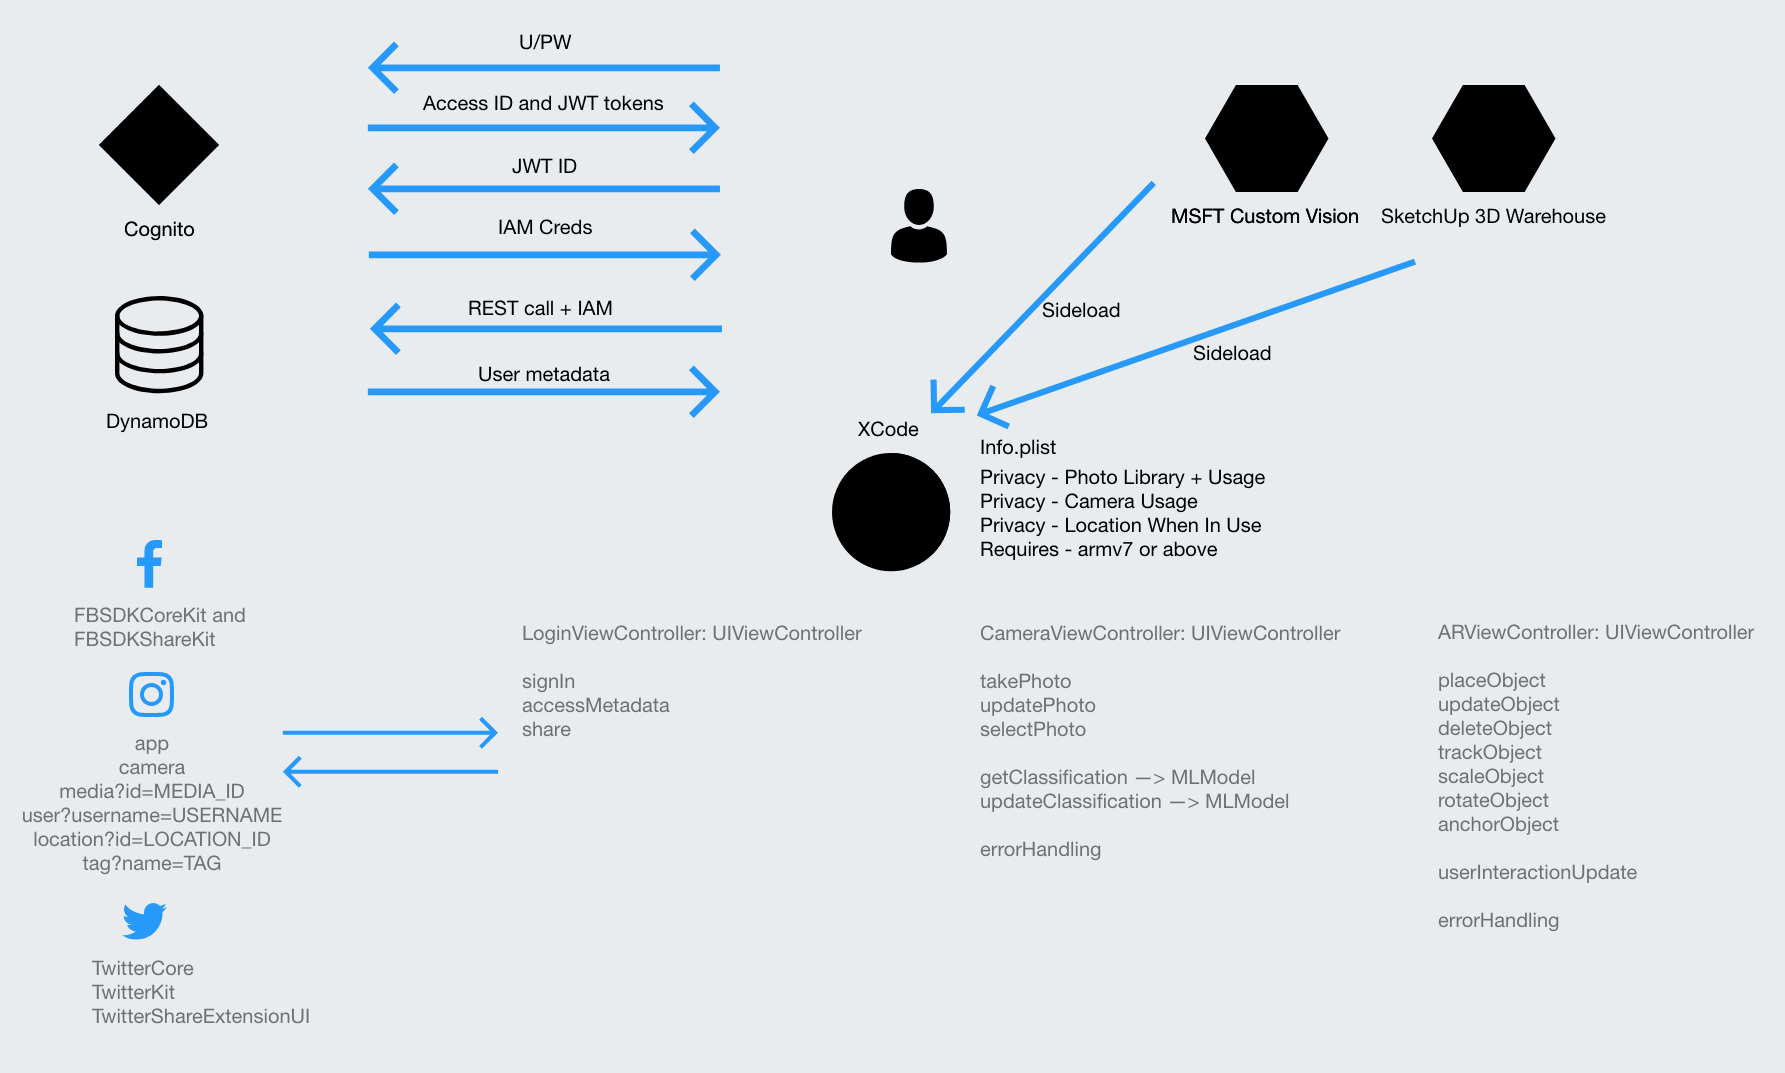 U/PW
Access ID and JWT tokens
JWT ID
IAM Creds
REST call + IAM
User metadata
Cognito
DynamoDB
MSFT Custom Vision
SketchUp 3D Warehouse
Sideload
Sideload
XCode
Info.plist
Privacy - Photo Library + Usage
Privacy - Camera Usage
Privacy - Location When In Use
Requires - armv7 or above
FBSDKCoreKit and
FBSDKShareKit
app
camera
media?id=MEDIA_ID
user?username=USERNAME
location?id=LOCATION_ID
tag?name=TAG
TwitterCore
TwitterKit
TwitterShareExtensionUI
LoginViewController: UIViewController
signIn
accessMetadata
share
CameraViewController: UIViewController
takePhoto
updatePhoto
selectPhoto
getClassification —> MLModel
updateClassification —> MLModel
errorHandling
ARViewController: UIViewController
placeObject
updateObject
deleteObject
trackObject
scaleObject
rotateObject
anchorObject
userInteractionUpdate
errorHandling